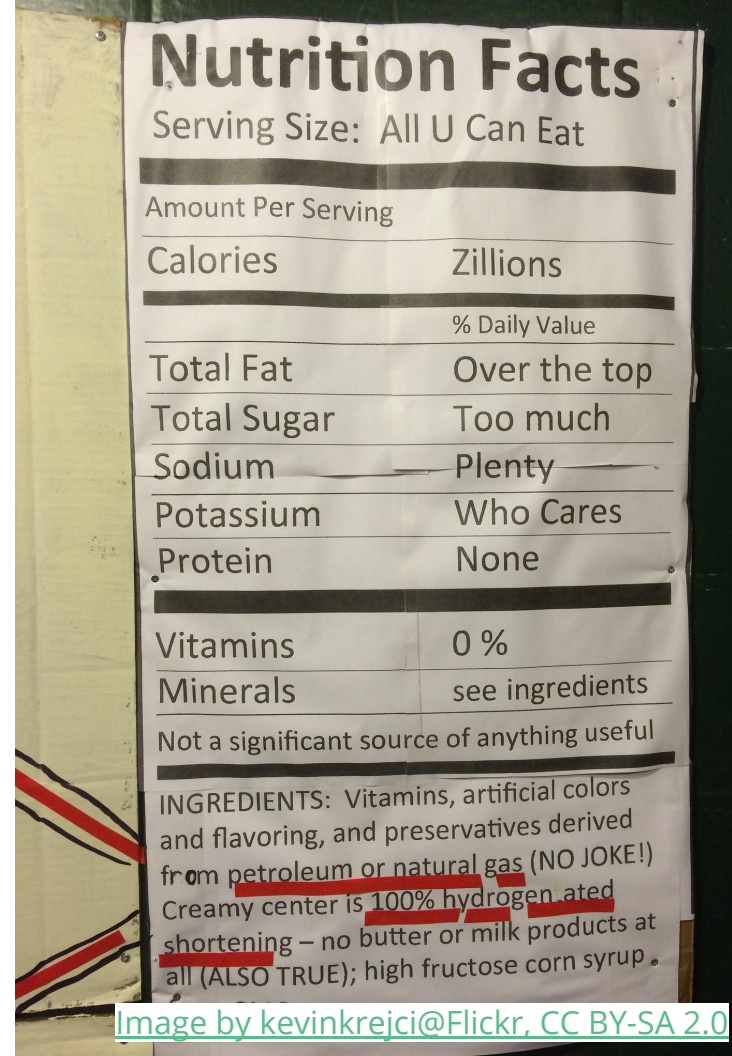 Nutrition Facts
Serving Size: All U Can Eat
Amount Per Serving
Calories Zillions
% Daily Value
Total Fat Over the top
Total Sugar Too much
Sodium Plenty
Potassium Who Cares
Protein None
Vitamins 0 %
Minerals see ingredients
Not a significant source of anything useful
INGREDIENTS: Vitamins, artificial colors
and flavoring, and preservatives derived
from petroleum or natural gas (NO JOKE!)
Creamy center is 100% hydrogen ated
shortening – no butter or milk products at
all (ALSO TRUE); high fructose corn syrup
Image by kevinkrejci@Flickr, CC BY-SA 2.0